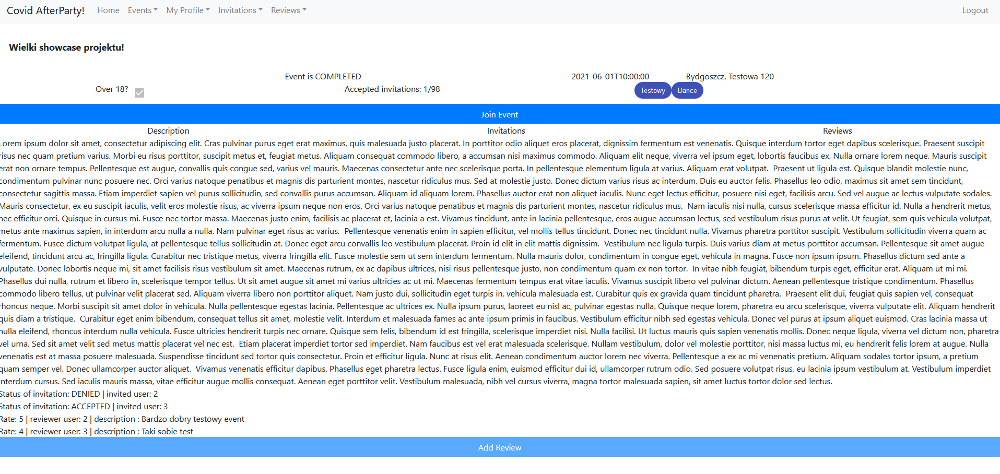 Covid AfterParty! Home Events My Profile Invitations Reviews Logout
Wielki showcase projektu!
Event is COMPLETED 2021-06-01T10:00:00 Bydgoszcz, Testowa 120
Over 18? Accepted invitations: 1/98 Testowy Dance
Join Event
Description Invitations Reviews
Lorem ipsum dolor sit amet, consectetur adipiscing elit. Cras pulvinar purus eget erat maximus, quis malesuada justo placerat. In porttitor odio aliquet eros placerat, dignissim fermentum est venenatis. Quisque interdum tortor eget dapibus scelerisque. Praesent suscipit
risus nec quam pretium varius. Morbi eu risus porttitor, suscipit metus et, feugiat metus. Aliquam consequat commodo libero, a accumsan nisi maximus commodo. Aliquam elit neque, viverra vel ipsum eget, lobortis faucibus ex. Nulla ornare lorem neque. Mauris suscipit
erat non ornare tempus. Pellentesque est augue, convallis quis congue sed, varius vel mauris. Maecenas consectetur ante nec scelerisque porta. In pellentesque elementum ligula at varius. Aliquam erat volutpat.  Praesent ut ligula est. Quisque blandit molestie nunc,
condimentum pulvinar nunc posuere nec. Orci varius natoque penatibus et magnis dis parturient montes, nascetur ridiculus mus. Sed at molestie justo. Donec dictum varius risus ac interdum. Duis eu auctor felis. Phasellus leo odio, maximus sit amet sem tincidunt,
consectetur sagittis massa. Etiam imperdiet sapien vel purus sollicitudin, sed convallis purus accumsan. Aliquam id aliquam lorem. Phasellus auctor erat non aliquet iaculis. Nunc eget lectus efficitur, posuere nisi eget, facilisis arcu. Sed vel augue ac lectus vulputate sodales.
Mauris consectetur, ex eu suscipit iaculis, velit eros molestie risus, ac viverra ipsum neque non eros. Orci varius natoque penatibus et magnis dis parturient montes, nascetur ridiculus mus.  Nam iaculis nisi nulla, cursus scelerisque massa efficitur id. Nulla a hendrerit metus,
nec efficitur orci. Quisque in cursus mi. Fusce nec tortor massa. Maecenas justo enim, facilisis ac placerat et, lacinia a est. Vivamus tincidunt, ante in lacinia pellentesque, eros augue accumsan lectus, sed vestibulum risus purus at velit. Ut feugiat, sem quis vehicula volutpat,
metus ante maximus sapien, in interdum arcu nulla a nulla. Nam pulvinar eget risus ac varius.  Pellentesque venenatis enim in sapien efficitur, vel mollis tellus tincidunt. Donec nec tincidunt nulla. Vivamus pharetra porttitor suscipit. Vestibulum sollicitudin viverra quam ac
fermentum. Fusce dictum volutpat ligula, at pellentesque tellus sollicitudin at. Donec eget arcu convallis leo vestibulum placerat. Proin id elit in elit mattis dignissim.  Vestibulum nec ligula turpis. Duis varius diam at metus porttitor accumsan. Pellentesque sit amet augue
eleifend, tincidunt arcu ac, fringilla ligula. Curabitur nec tristique metus, viverra fringilla elit. Fusce molestie sem ut sem interdum fermentum. Nulla mauris dolor, condimentum in congue eget, vehicula in magna. Fusce non ipsum ipsum. Phasellus dictum sed ante a
vulputate. Donec lobortis neque mi, sit amet facilisis risus vestibulum sit amet. Maecenas rutrum, ex ac dapibus ultrices, nisi risus pellentesque justo, non condimentum quam ex non tortor.  In vitae nibh feugiat, bibendum turpis eget, efficitur erat. Aliquam ut mi mi.
Phasellus dui nulla, rutrum et libero in, scelerisque tempor tellus. Ut sit amet augue sit amet mi varius ultricies ac ut mi. Maecenas fermentum tempus erat vitae iaculis. Vivamus suscipit libero vel pulvinar dictum. Aenean pellentesque tristique condimentum. Phasellus
commodo libero tellus, ut pulvinar velit placerat sed. Aliquam viverra libero non porttitor aliquet. Nam justo dui, sollicitudin eget turpis in, vehicula malesuada est. Curabitur quis ex gravida quam tincidunt pharetra.  Praesent elit dui, feugiat quis sapien vel, consequat
rhoncus neque. Morbi suscipit sit amet dolor in vehicula. Nulla pellentesque egestas lacinia. Pellentesque ac ultrices ex. Nulla ipsum purus, laoreet eu nisl ac, pulvinar egestas nulla. Quisque neque lorem, pharetra eu arcu scelerisque, viverra vulputate elit. Aliquam hendrerit
quis diam a tristique.  Curabitur eget enim bibendum, consequat tellus sit amet, molestie velit. Interdum et malesuada fames ac ante ipsum primis in faucibus. Vestibulum efficitur nibh sed egestas vehicula. Donec vel purus at ipsum aliquet euismod. Cras lacinia massa ut
nulla eleifend, rhoncus interdum nulla vehicula. Fusce ultricies hendrerit turpis nec ornare. Quisque sem felis, bibendum id est fringilla, scelerisque imperdiet nisi. Nulla facilisi. Ut luctus mauris quis sapien venenatis mollis. Donec neque ligula, viverra vel dictum non, pharetra
vel urna. Sed sit amet velit sed metus mattis placerat vel nec est.  Etiam placerat imperdiet tortor sed imperdiet. Nam faucibus est vel erat malesuada scelerisque. Nullam vestibulum, dolor vel molestie porttitor, nisi massa luctus mi, eu hendrerit felis lorem at augue. Nulla
venenatis est at massa posuere malesuada. Suspendisse tincidunt sed tortor quis consectetur. Proin et efficitur ligula. Nunc at risus elit. Aenean condimentum auctor lorem nec viverra. Pellentesque a ex ac mi venenatis pretium. Aliquam sodales tortor ipsum, a pretium
quam semper vel. Donec ullamcorper auctor aliquet.  Vivamus venenatis efficitur dapibus. Phasellus eget pharetra lectus. Fusce ligula enim, euismod efficitur dui id, ullamcorper rutrum odio. Sed posuere volutpat risus, eu lacinia ipsum vestibulum at. Vestibulum imperdiet
interdum cursus. Sed iaculis mauris massa, vitae efficitur augue mollis consequat. Aenean eget porttitor velit. Vestibulum malesuada, nibh vel cursus viverra, magna tortor malesuada sapien, sit amet luctus tortor dolor sed lectus.
Status of invitation: DENIED | invited user: 2
Status of invitation: ACCEPTED | invited user: 3
Rate: 5 | reviewer user: 2 | description : Bardzo dobry testowy event
Rate: 4 | reviewer user: 3 | description : Taki sobie test
Add Review